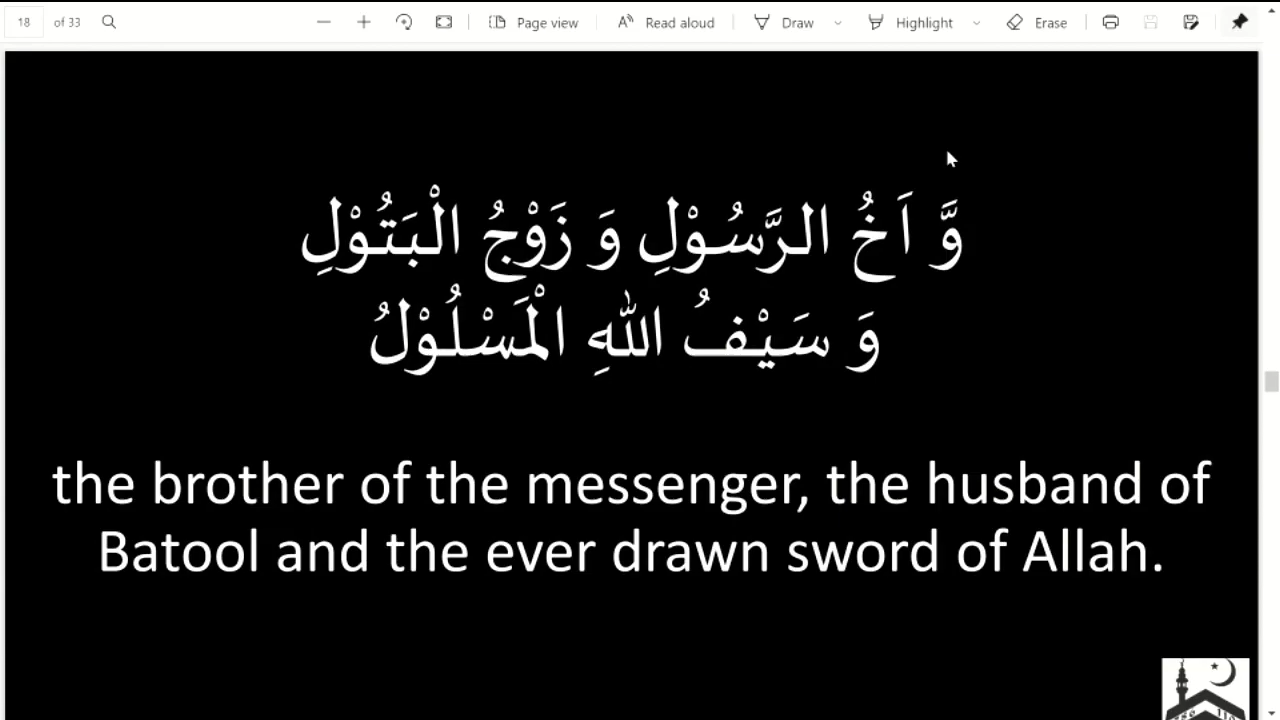 18 of 33 Page view Read aloud Draw Highlight Erase
وَّ اَخُ الرَّسُوْلِ وَ زَوْجُ الْبَتُوْلِ
وَ سَيْفُ اللّٰهِ الْمَسْلُوْلُ
the brother of the messenger, the husband of
Batool and the ever drawn sword of Allah.